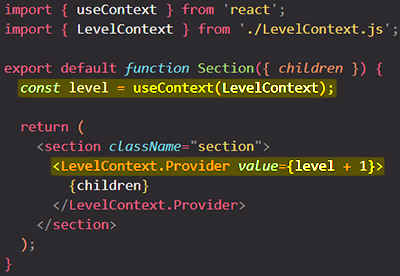 import { useContext } from 'react';
import { LevelContext } from './LevelContext.js';
export default function Section({ children }) {
const level = useContext(LevelContext);
return (
<section className="section">
<LevelContext.Provider value={level + 1}>
{children}
</LevelContext.Provider>
</section>
);
}